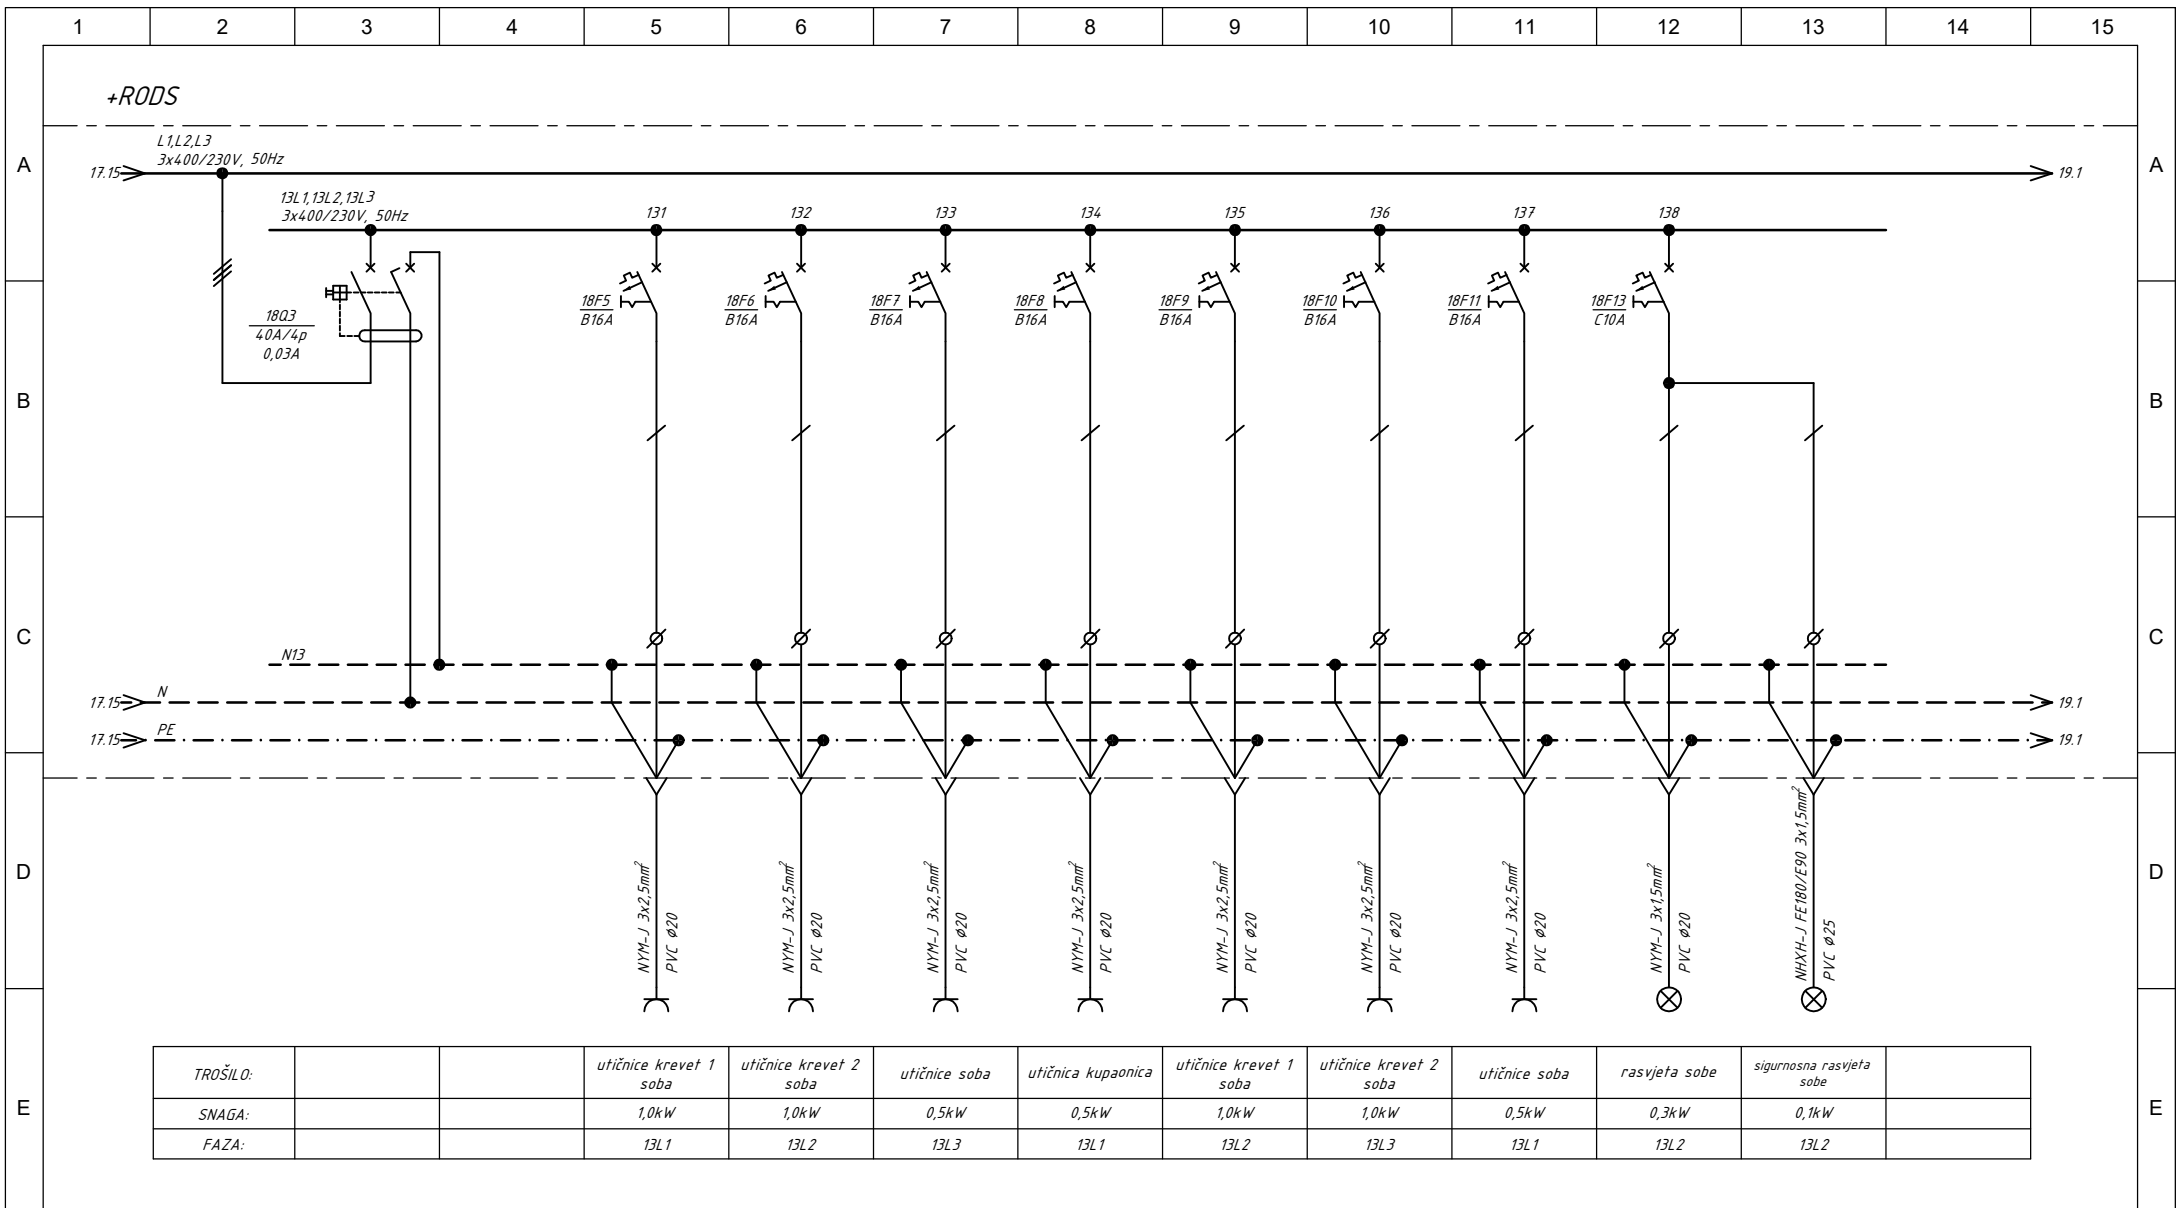 1 2 3 4 5 6 7 8 9 10 11 12 13 14 15
+RODS
L1,L2,L3
3x400/230V, 50Hz
A A
17.15 19.1
13L1,13L2,13L3
3x400/230V, 50Hz
131 132 133 134 135 136 137 138
18Q3
40A/4p
0,03A
18F5
B16A
18F6
B16A
18F7
B16A
18F8
B16A
18F9
B16A
18F10
B16A
18F11
B16A
18F13
C10A
B B
C C
N13
17.15 N 19.1
17.15 PE 19.1
D D
NYM-J 3x2,5mm²
PVC ø20
NYM-J 3x2,5mm²
PVC ø20
NYM-J 3x2,5mm²
PVC ø20
NYM-J 3x2,5mm²
PVC ø20
NYM-J 3x2,5mm²
PVC ø20
NYM-J 3x2,5mm²
PVC ø20
NYM-J 3x2,5mm²
PVC ø20
NYM-J 3x1,5mm²
PVC ø20
NHXH-J FE180/E90 3x1,5mm²
PVC ø25
E E
TROŠILO:
utičnice krevet 1
soba
utičnice krevet 2
soba
utičnice soba
utičnica kupaonica
utičnice krevet 1
soba
utičnice krevet 2
soba
utičnice soba
rasvjeta sobe
sigurnosna rasvjeta
sobe
SNAGA: 1,0kW 1,0kW 0,5kW 0,5kW 1,0kW 1,0kW 0,5kW 0,3kW 0,1kW
FAZA: 13L1 13L2 13L3 13L1 13L2 13L3 13L1 13L2 13L2